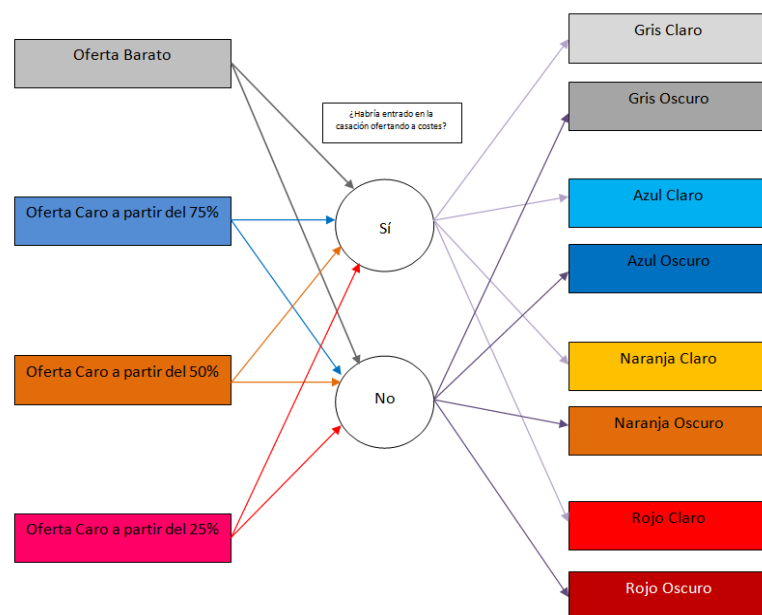 Oferta Barato
Oferta Caro a partir del 75%
Oferta Caro a partir del 50%
Oferta Caro a partir del 25%
¿Habría entrado en la
casación ofertando a costes?
Sí
No
Gris Claro
Gris Oscuro
Azul Claro
Azul Oscuro
Naranja Claro
Naranja Oscuro
Rojo Claro
Rojo Oscuro